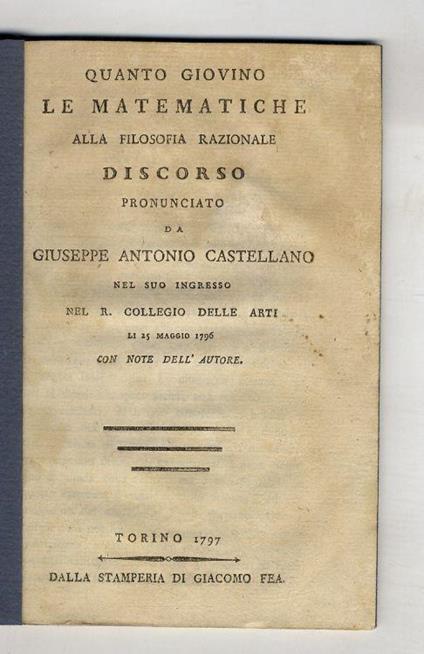 QUANTO GIOVINO
LE MATEMATICHE
ALLA FILOSOFIA RAZIONALE
DISCORSO
PRONUNCIATO
DA
GIUSEPPE ANTONIO CASTELLANO
NEL SUO INGRESSO
NEL R. COLLEGIO DELLE ARTI
LI 25 MAGGIO 1796
CON NOTE DELL' AUTORE.
TORINO 1797
DALLA STAMPERIA DI GIACOMO FEA.